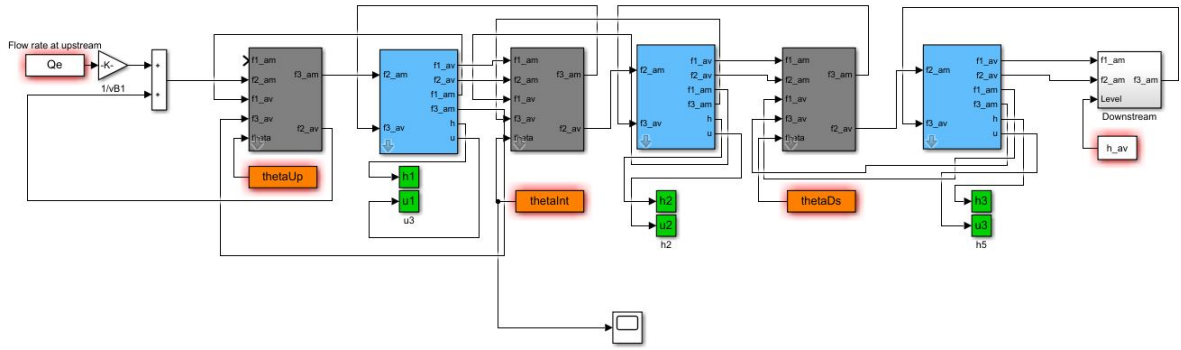 Flow rate at upstream
Qe
-K-
1/vB1
+
+
f1_am
f2_am
f1_av
f3_av
theta
f3_am
f2_av
thetaUp
f2_am
f3_av
f1_av
f2_av
f1_am
f3_am
h
u
h1
u1
u3
f1_am
f2_am
f1_av
f3_av
theta
f3_am
f2_av
thetaInt
f2_am
f3_av
f1_av
f2_av
f1_am
f3_am
h
u
h2
u2
h2
f1_am
f2_am
f1_av
f3_av
theta
f3_am
f2_av
thetaDs
f2_am
f3_av
f1_av
f2_av
f1_am
f3_am
h
u
h3
u3
h5
f1_am
f2_am
Level
f3_am
Downstream
h_av